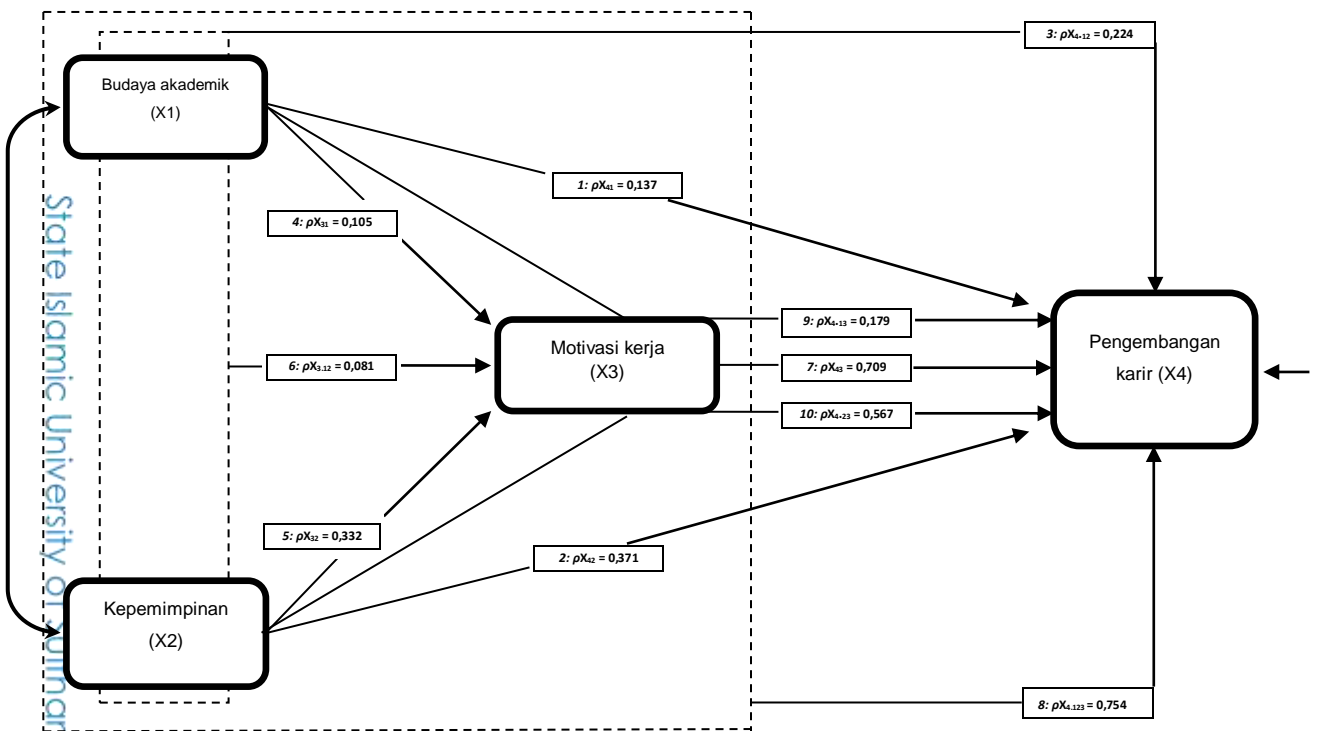 3: ρX₄.₁₂ = 0,224
Budaya akademik
(X1)
1: ρX₄₁ = 0,137
4: ρX₃₁ = 0,105
9: ρX₄.₁₃ = 0,179
Motivasi kerja
(X3)
Pengembangan
karir (X4)
6: ρX₃.₁₂ = 0,081
7: ρX₄₃ = 0,709
10: ρX₄.₂₃ = 0,567
5: ρX₃₂ = 0,332
2: ρX₄₂ = 0,371
Kepemimpinan
(X2)
8: ρX₄.₁₂₃ = 0,754
State Islamic University of